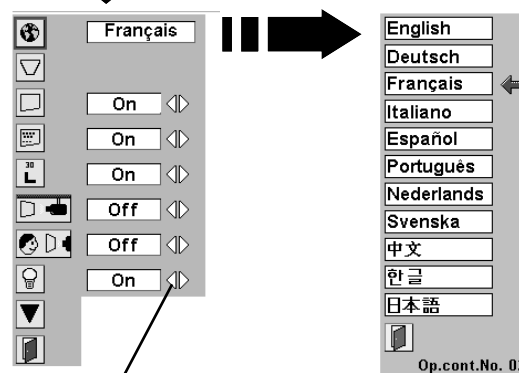 Français
On
On
30
L
On
Off
Off
On
English
Deutsch
Français
Italiano
Español
Português
Nederlands
Svenska
中文
한글
日本語
Op.cont.No.